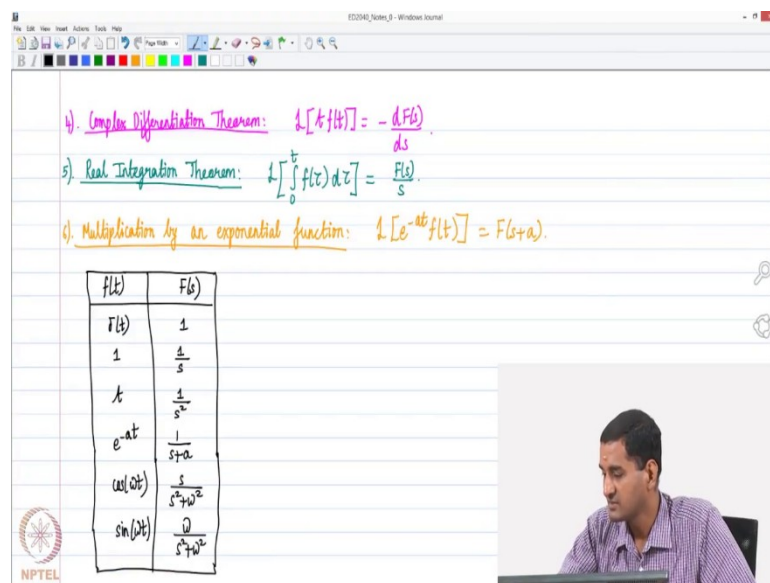 ED2040_Notes_0 - Windows Journal
File Edit View Insert Actions Tools Help
Page Width
B I
4). Complex Differentiation Theorem: L[t f(t)] = - dF(s)/ds.
5). Real Integration Theorem: L[∫₀ᵗ f(τ) dτ] = F(s)/s.
6). Multiplication by an exponential function: L[e^{-at} f(t)] = F(s+a).
f(t) F(s)
δ(t) 1
1 1/s
t 1/s²
e^{-at} 1/(s+a)
cos(ωt) s/(s²+ω²)
sin(ωt) ω/(s²+ω²)
NPTEL